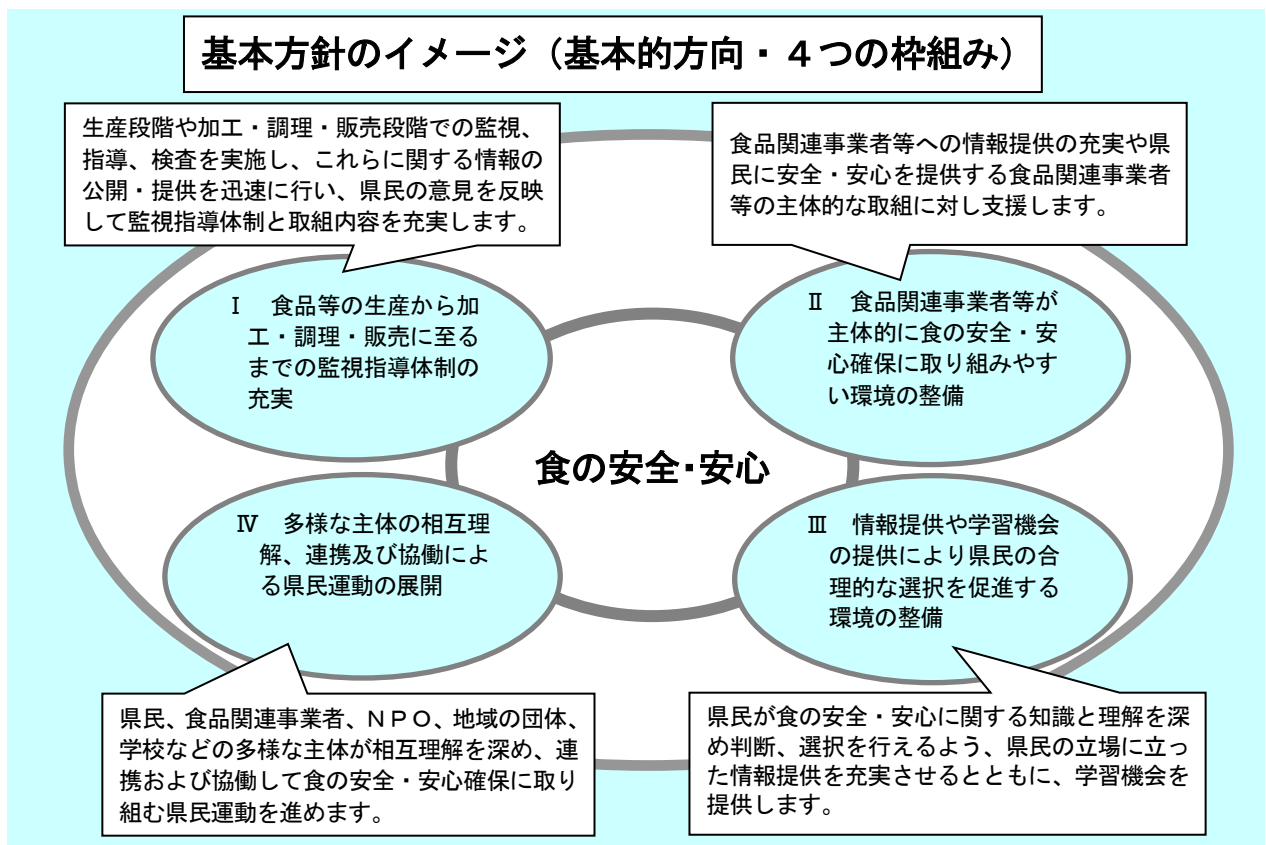 基本方針のイメージ（基本的方向・４つの枠組み）
生産段階や加工・調理・販売段階での監視、
指導、検査を実施し、これらに関する情報の
公開・提供を迅速に行い、県民の意見を反映
して監視指導体制と取組内容を充実します。
食品関連事業者等への情報提供の充実や県
民に安全・安心を提供する食品関連事業者
等の主体的な取組に対し支援します。
Ⅰ　食品等の生産から加
工・調理・販売に至る
までの監視指導体制の
充実
Ⅱ　食品関連事業者等が
主体的に食の安全・安
心確保に取り組みやす
い環境の整備
食の安全・安心
Ⅳ　多様な主体の相互理
解、連携及び協働によ
る県民運動の展開
Ⅲ　情報提供や学習機会
の提供により県民の合
理的な選択を促進する
環境の整備
県民、食品関連事業者、ＮＰＯ、地域の団体、
学校などの多様な主体が相互理解を深め、連
携および協働して食の安全・安心確保に取り
組む県民運動を進めます。
県民が食の安全・安心に関する知識と理解を深
め判断、選択を行えるよう、県民の立場に立っ
た情報提供を充実させるとともに、学習機会を
提供します。